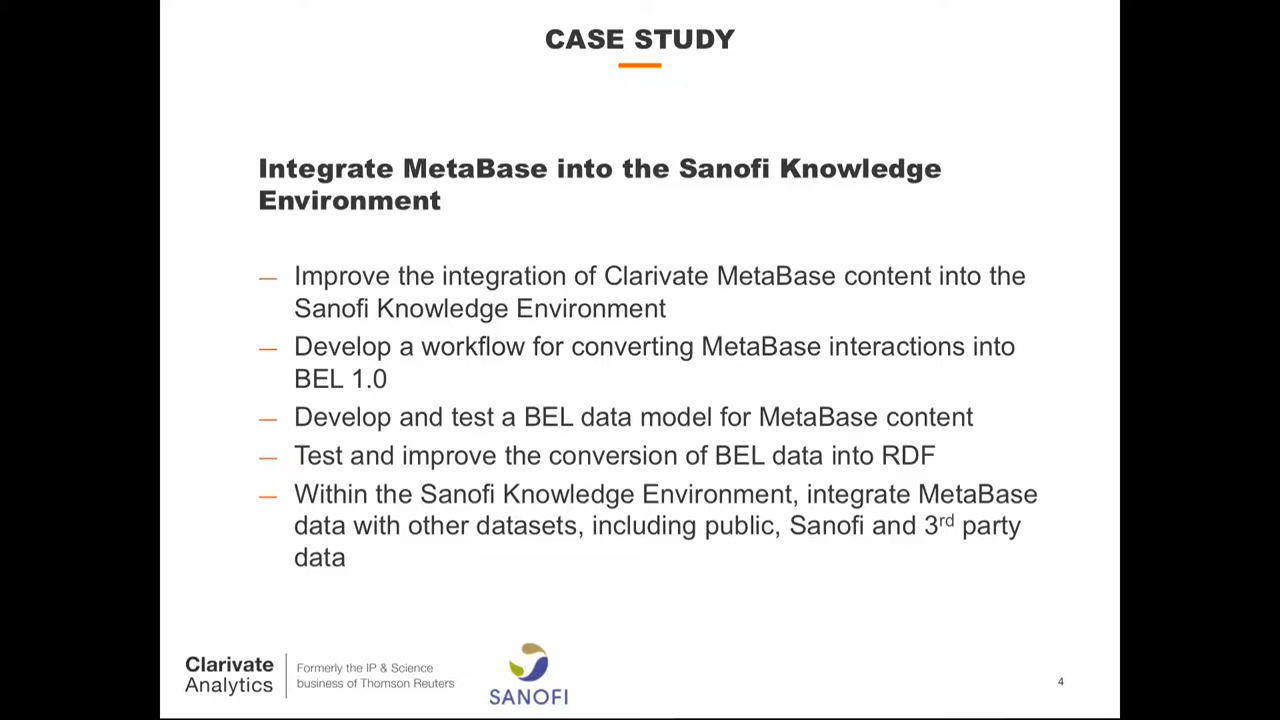 CASE STUDY
Integrate MetaBase into the Sanofi Knowledge
Environment
— Improve the integration of Clarivate MetaBase content into the
Sanofi Knowledge Environment
— Develop a workflow for converting MetaBase interactions into
BEL 1.0
— Develop and test a BEL data model for MetaBase content
— Test and improve the conversion of BEL data into RDF
— Within the Sanofi Knowledge Environment, integrate MetaBase
data with other datasets, including public, Sanofi and 3rd party
data
Clarivate
Analytics
Formerly the IP & Science
business of Thomson Reuters
SANOFI
4